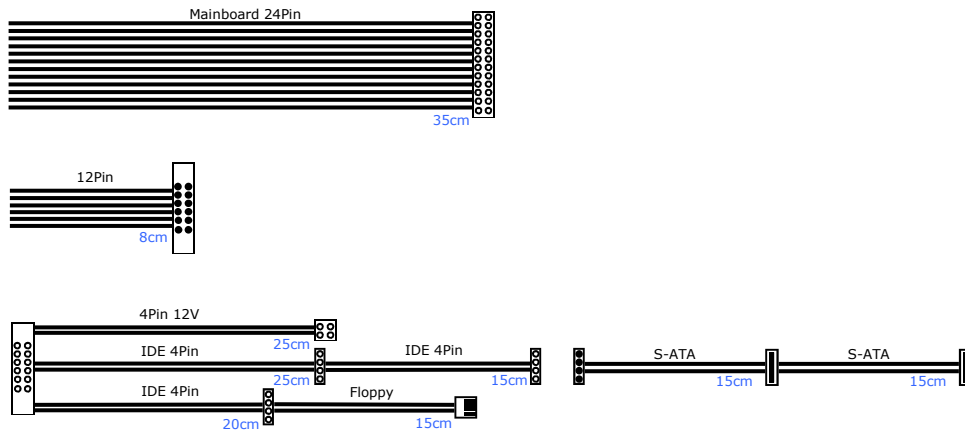 Mainboard 24Pin
35cm
12Pin
8cm
4Pin 12V
25cm
IDE 4Pin
25cm
IDE 4Pin
15cm
S-ATA
15cm
S-ATA
15cm
IDE 4Pin
20cm
Floppy
15cm